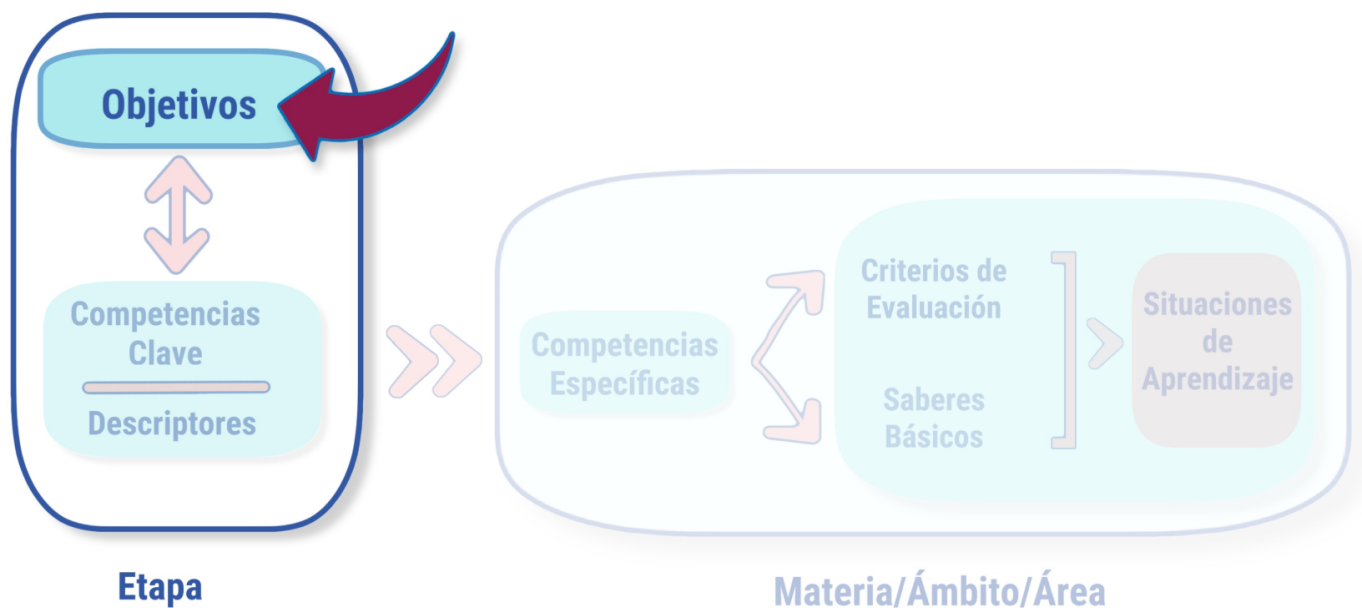 Objetivos
Competencias
Clave
Descriptores
Etapa
Competencias
Específicas
Criterios de
Evaluación
Saberes
Básicos
Situaciones
de
Aprendizaje
Materia/Ámbito/Área